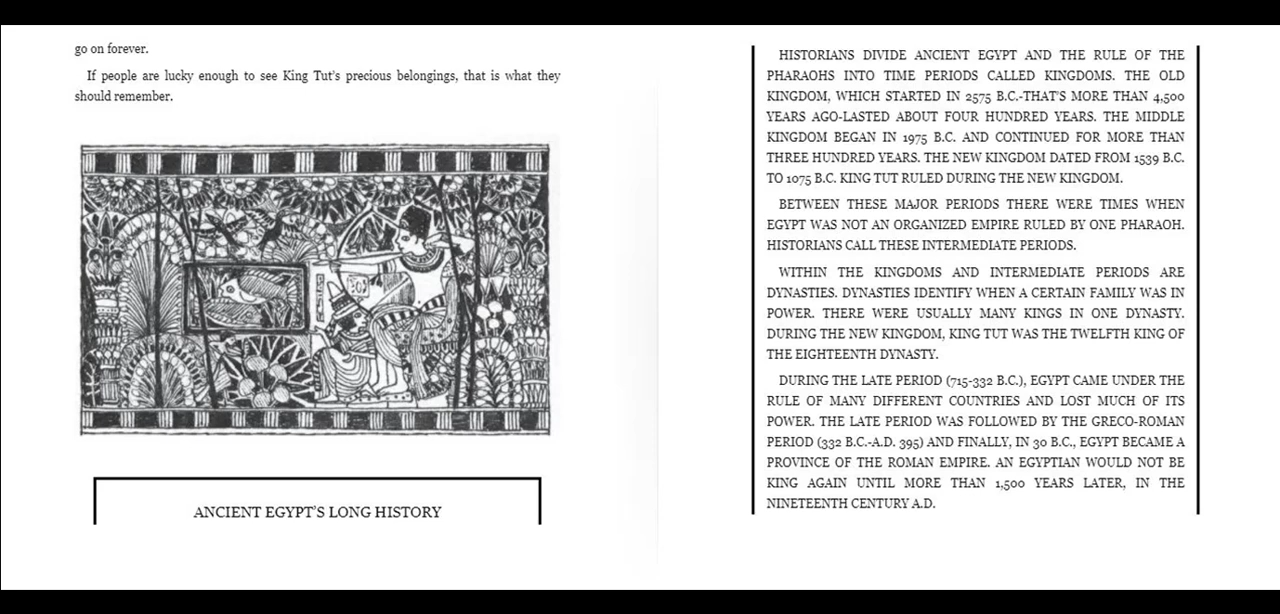 go on forever.
If people are lucky enough to see King Tut's precious belongings, that is what they
should remember.
ANCIENT EGYPT'S LONG HISTORY
HISTORIANS DIVIDE ANCIENT EGYPT AND THE RULE OF THE
PHARAOHS INTO TIME PERIODS CALLED KINGDOMS. THE OLD
KINGDOM, WHICH STARTED IN 2575 B.C.-THAT'S MORE THAN 4,500
YEARS AGO-LASTED ABOUT FOUR HUNDRED YEARS. THE MIDDLE
KINGDOM BEGAN IN 1975 B.C. AND CONTINUED FOR MORE THAN
THREE HUNDRED YEARS. THE NEW KINGDOM DATED FROM 1539 B.C.
TO 1075 B.C. KING TUT RULED DURING THE NEW KINGDOM.
BETWEEN THESE MAJOR PERIODS THERE WERE TIMES WHEN
EGYPT WAS NOT AN ORGANIZED EMPIRE RULED BY ONE PHARAOH.
HISTORIANS CALL THESE INTERMEDIATE PERIODS.
WITHIN THE KINGDOMS AND INTERMEDIATE PERIODS ARE
DYNASTIES. DYNASTIES IDENTIFY WHEN A CERTAIN FAMILY WAS IN
POWER. THERE WERE USUALLY MANY KINGS IN ONE DYNASTY.
DURING THE NEW KINGDOM, KING TUT WAS THE TWELFTH KING OF
THE EIGHTEENTH DYNASTY.
DURING THE LATE PERIOD (715-332 B.C.), EGYPT CAME UNDER THE
RULE OF MANY DIFFERENT COUNTRIES AND LOST MUCH OF ITS
POWER. THE LATE PERIOD WAS FOLLOWED BY THE GRECO-ROMAN
PERIOD (332 B.C.-A.D. 395) AND FINALLY, IN 30 B.C., EGYPT BECAME A
PROVINCE OF THE ROMAN EMPIRE. AN EGYPTIAN WOULD NOT BE
KING AGAIN UNTIL MORE THAN 1,500 YEARS LATER, IN THE
NINETEENTH CENTURY A.D.